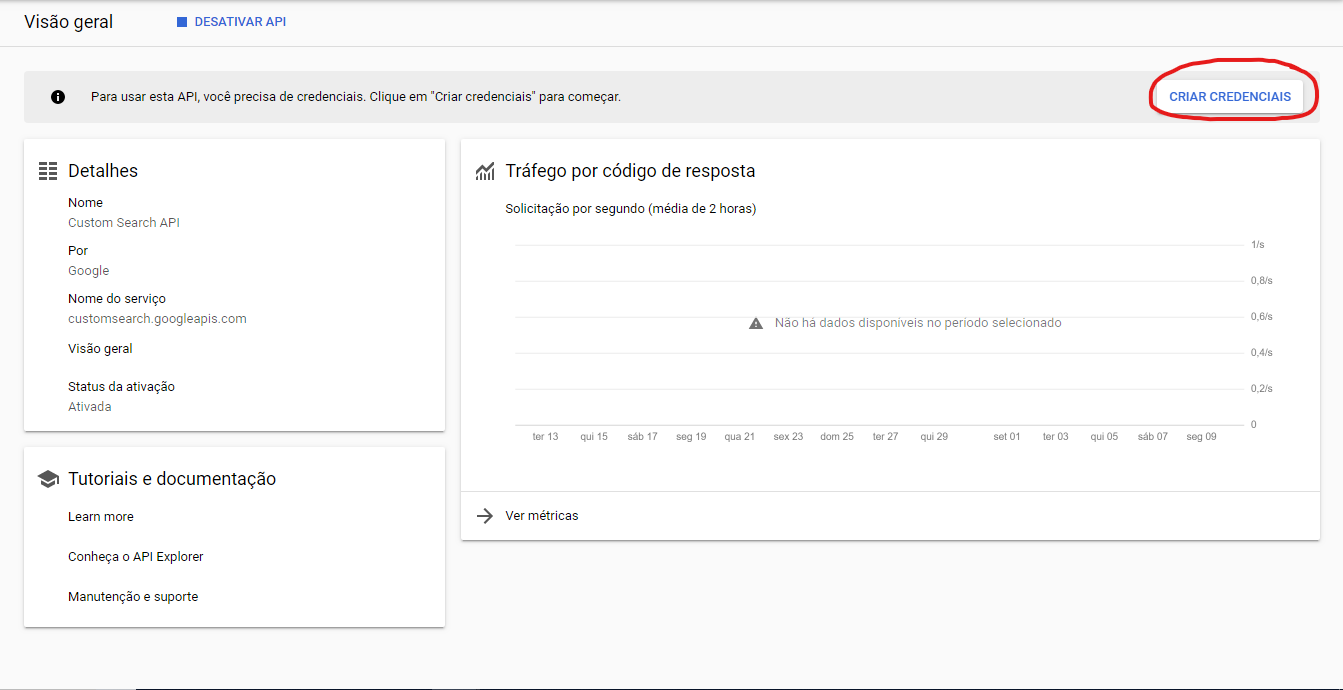 Visão geral
DESATIVAR API
Para usar esta API, você precisa de credenciais. Clique em "Criar credenciais" para começar.
CRIAR CREDENCIAIS
Detalhes
Nome
Custom Search API
Por
Google
Nome do serviço
customsearch.googleapis.com
Visão geral
Status da ativação
Ativada
Tutoriais e documentação
Learn more
Conheça o API Explorer
Manutenção e suporte
Tráfego por código de resposta
Solicitação por segundo (média de 2 horas)
1/s
0,8/s
0,6/s
Não há dados disponíveis no período selecionado
0,4/s
0,2/s
0
ter 13 qui 15 sáb 17 seg 19 qua 21 sex 23 dom 25 ter 27 qui 29 set 01 ter 03 qui 05 sáb 07 seg 09
Ver métricas